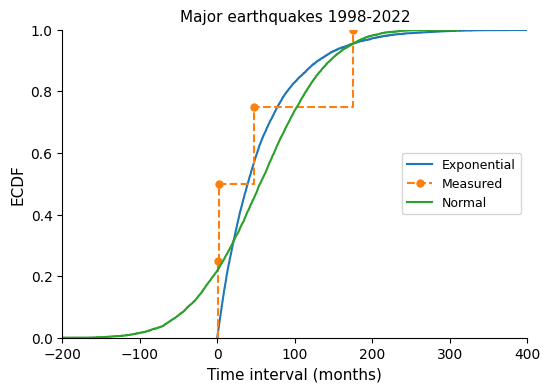 Major earthquakes 1998-2022
ECDF
1.0
0.8
0.6
0.4
0.2
0.0
Exponential
Measured
Normal
−200 −100 0 100 200 300 400
Time interval (months)